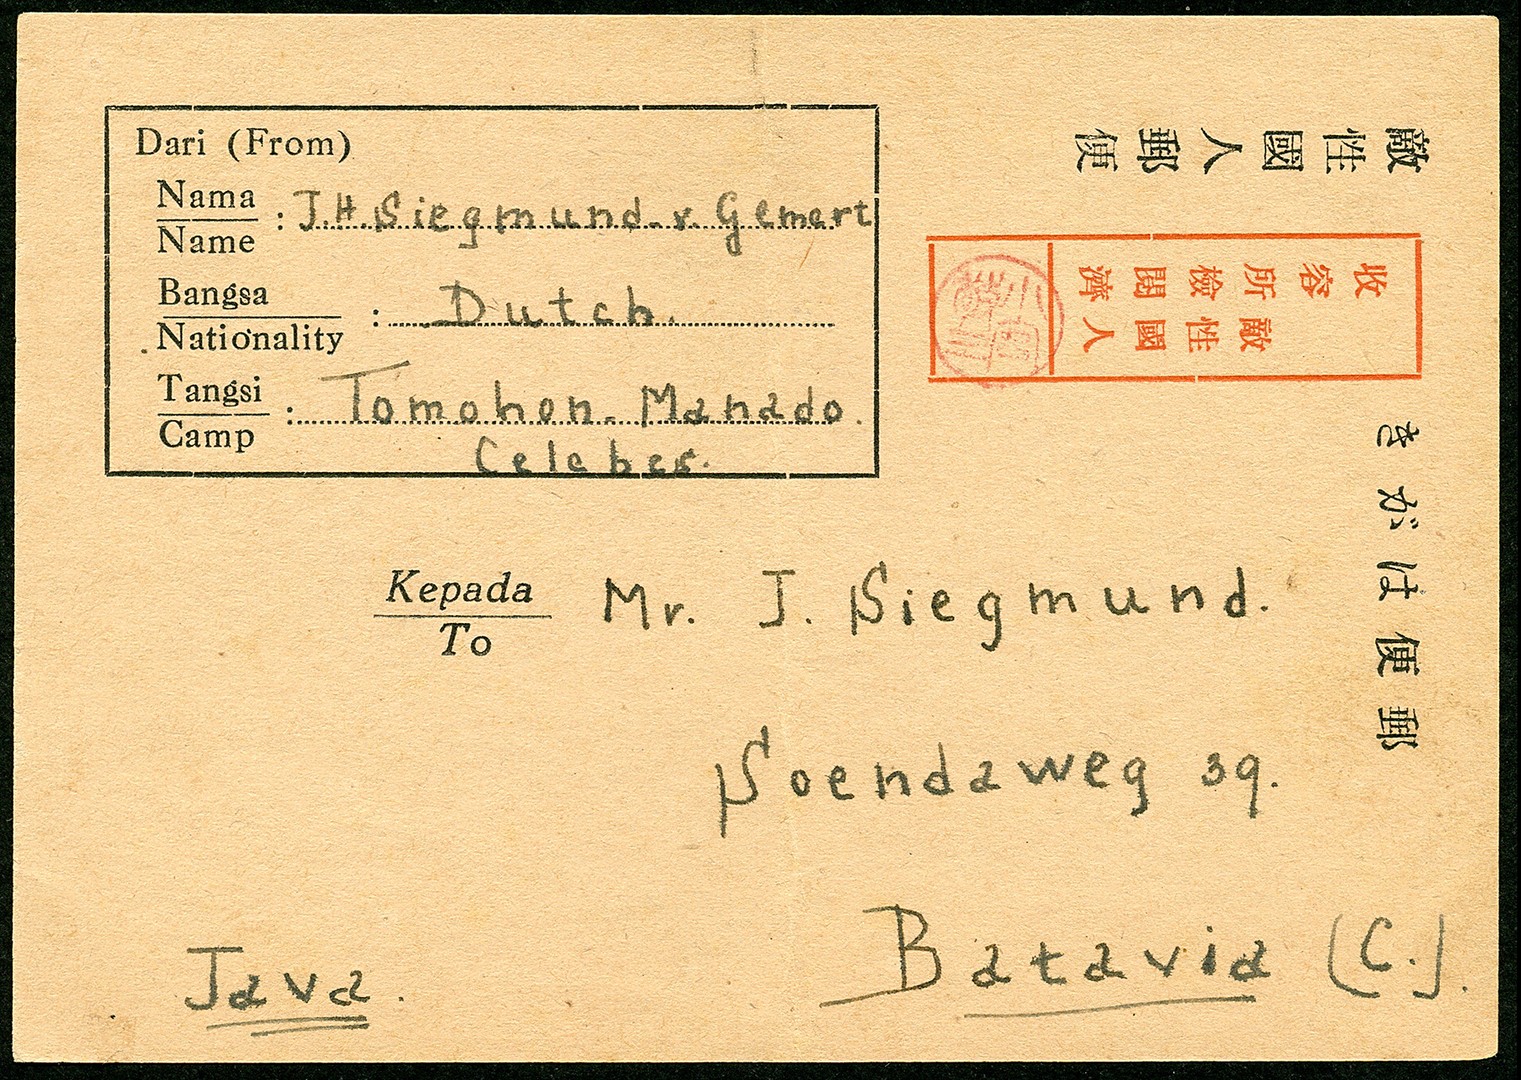 Dari (From)
Nama : J.H. Siegmund-v. Gemert
Name
Bangsa : Dutch.
Nationality
Tangsi : Tomohon-Manado.
Camp
Celebes.
郵便はがき
敵性國人郵便
敵性國人
收容所檢閱濟
Kepada
To
Mr. J. Siegmund.
Soendaweg 39.
Batavia (C.).
Java.